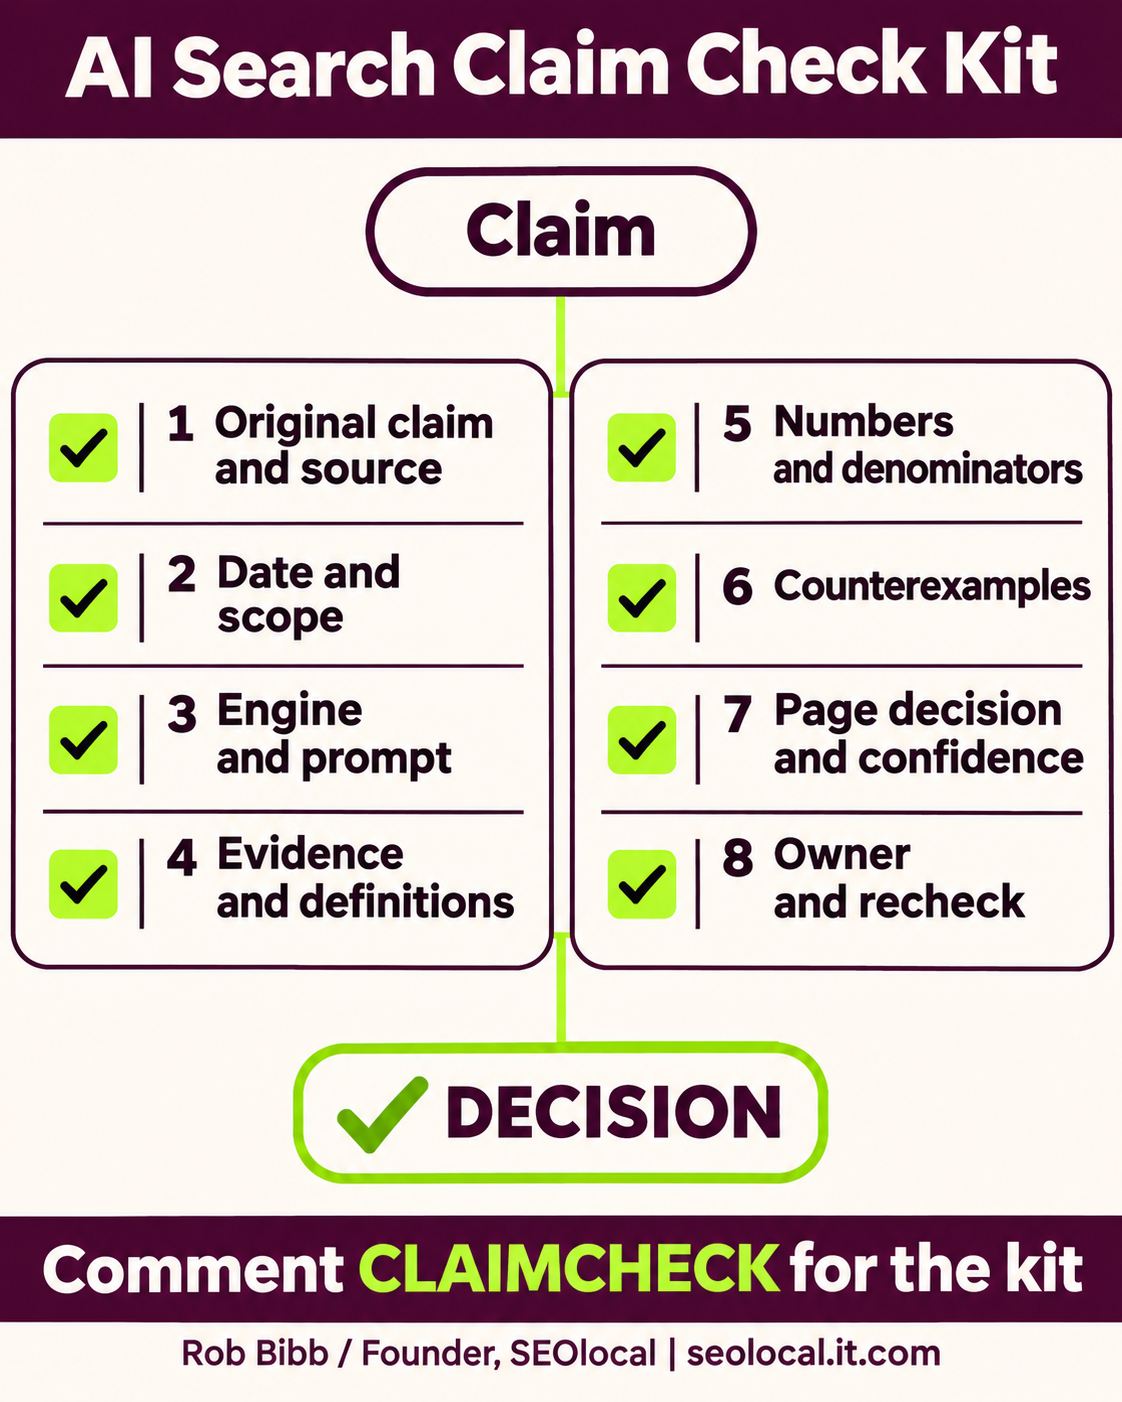 AI Search Claim Check Kit
Claim
1 Original claim
and source
2 Date and
scope
3 Engine
and prompt
4 Evidence
and definitions
5 Numbers
and denominators
6 Counterexamples
7 Page decision
and confidence
8 Owner
and recheck
DECISION
Comment CLAIMCHECK for the kit
Rob Bibb / Founder, SEOlocal | seolocal.it.com